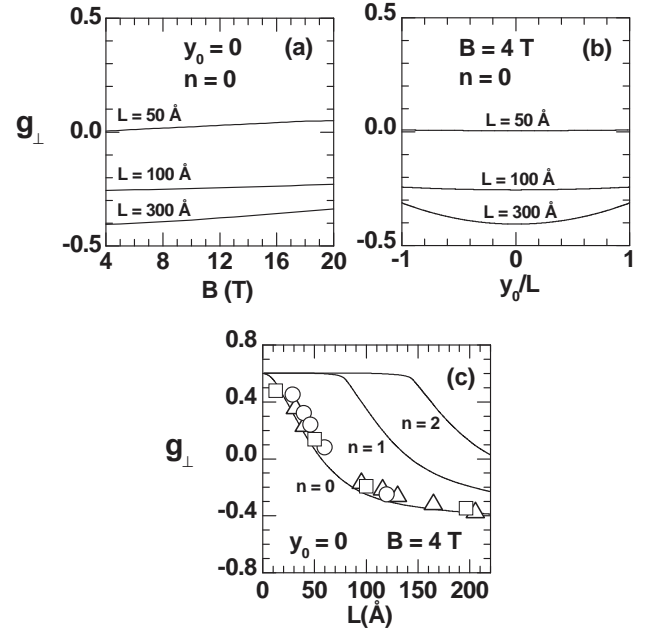 y₀ = 0 (a)
n = 0
L = 50 Å
L = 100 Å
L = 300 Å
0.5
0.0
-0.5
g⊥
4 8 12 16 20
B (T)
B = 4 T (b)
n = 0
L = 50 Å
L = 100 Å
L = 300 Å
0.5
0.0
-0.5
-1 0 1
y₀/L
(c)
n = 2
n = 1
n = 0
y₀ = 0 B = 4 T
0.8
0.4
0.0
-0.4
-0.8
g⊥
0 50 100 150 200
L(Å)